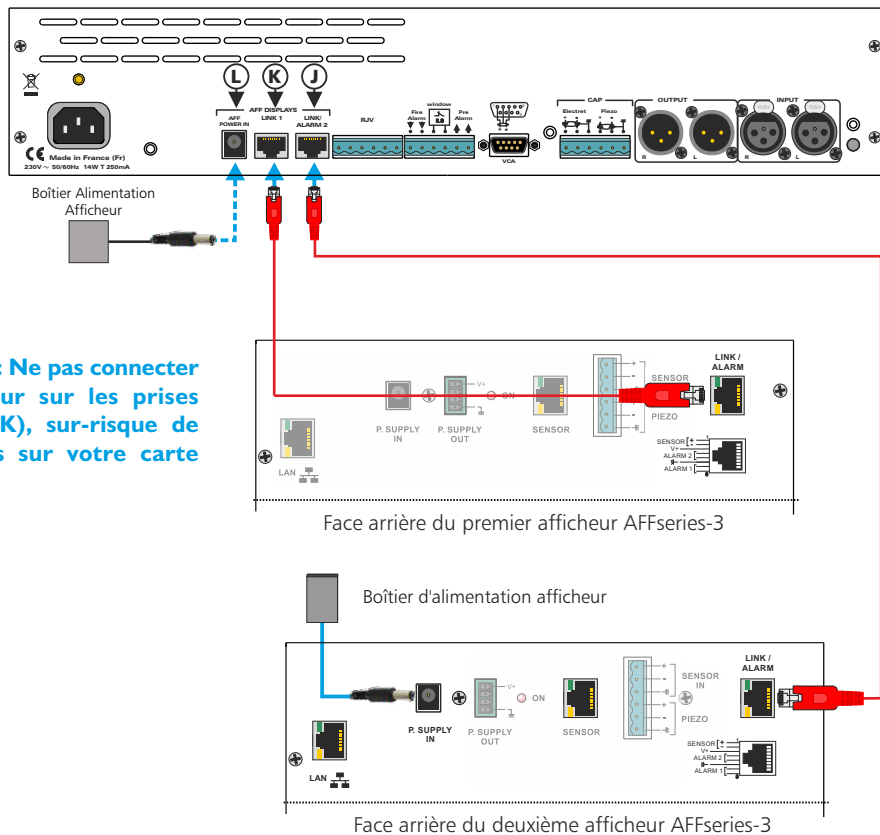 L K J
AFF DISPLAYS
AFF
POWER IN
LINK 1
LINK/
ALARM 2
RJV
Fire
Alarm
window
Pre
Alarm
VCA
CAP
Electret Piezo
OUTPUT
R L
INPUT
PUSH PUSH
R L
CE Made in France (Fr)
230V ~ 50/60Hz 14W T 250mA
Boîtier Alimentation
Afficheur
: Ne pas connecter
ur sur les prises
K), sur-risque de
s sur votre carte
LAN
P. SUPPLY
IN
V+
P. SUPPLY
OUT
ON
SENSOR
+
-
SENSOR
-
PIEZO
LINK /
ALARM
SENSOR [ +
-
V+
ALARM 2 [
ALARM 1 [
1
8
Face arrière du premier afficheur AFFseries-3
Boîtier d'alimentation afficheur
LAN
P. SUPPLY
IN
V+
P. SUPPLY
OUT
ON
SENSOR
+
-
SENSOR
IN
+
-
PIEZO
LINK /
ALARM
SENSOR [ +
-
V+
ALARM 2 [
ALARM 1 [
1
8
Face arrière du deuxième afficheur AFFseries-3